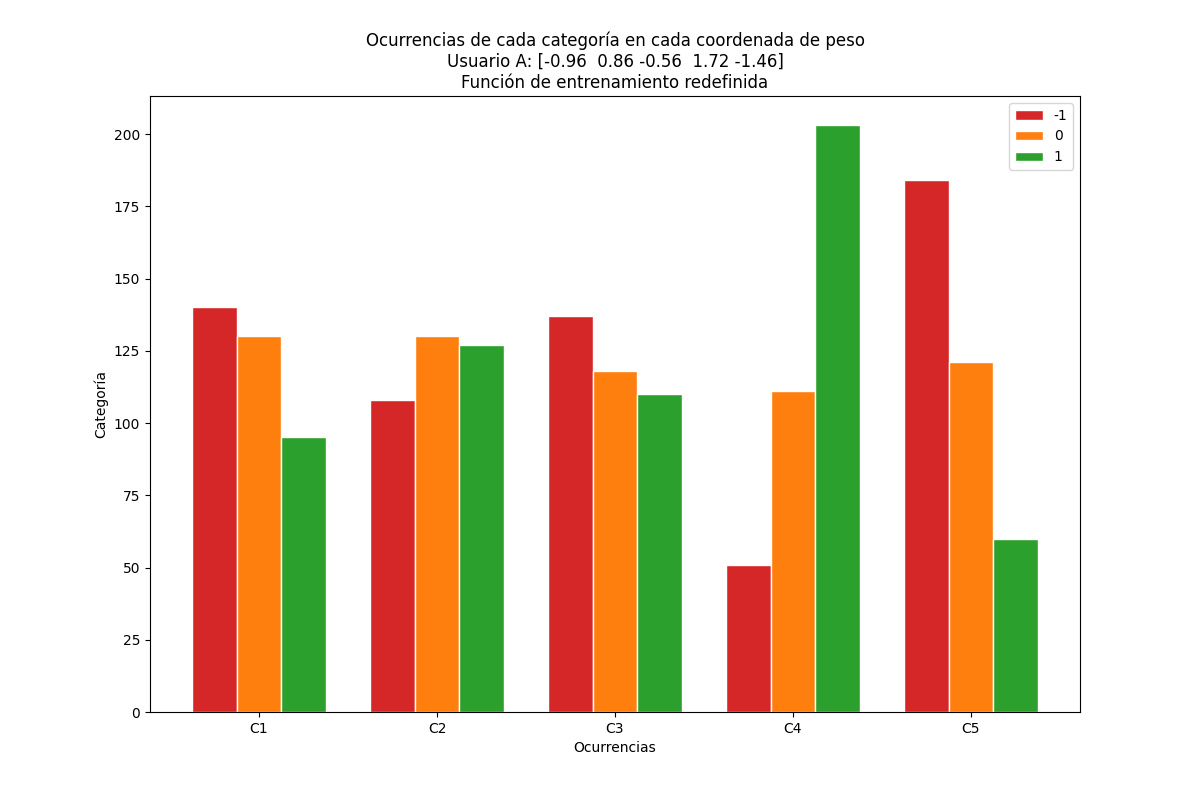 Ocurrencias de cada categoría en cada coordenada de peso
Usuario A: [-0.96  0.86 -0.56  1.72 -1.46]
Función de entrenamiento redefinida
-1
0
1
Categoría
200
175
150
125
100
75
50
25
0
C1 C2 C3 C4 C5
Ocurrencias